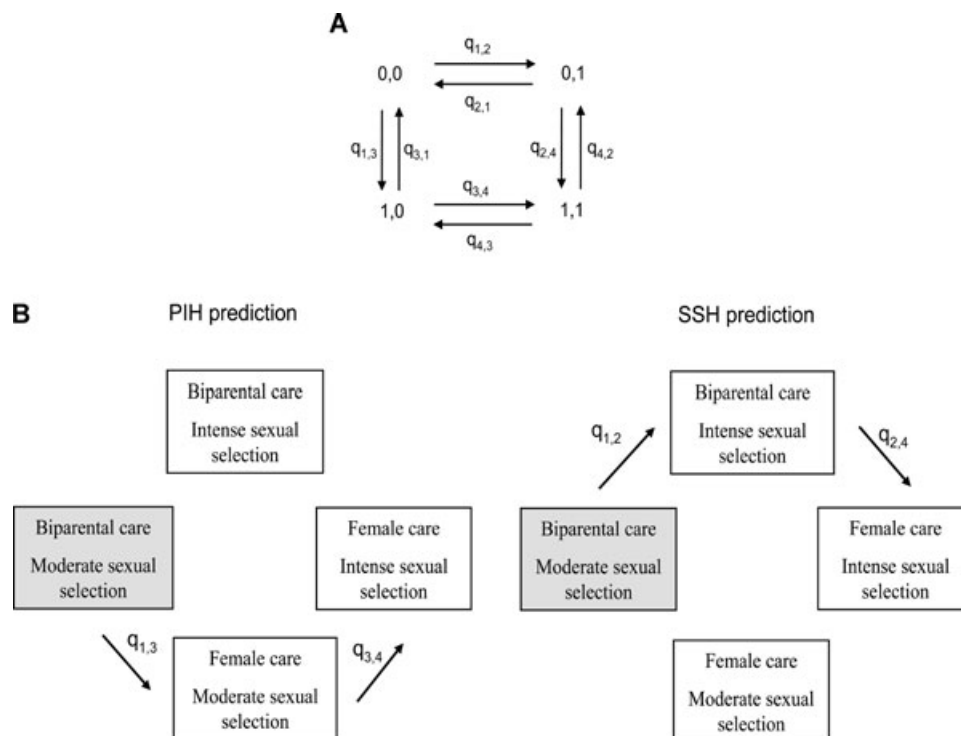 A
q1,2
0,0
0,1
q2,1
q1,3
q3,1
q2,4
q4,2
q3,4
1,0
1,1
q4,3
B
PIH prediction
SSH prediction
Biparental care
Intense sexual
selection
Biparental care
Moderate sexual
selection
Female care
Intense sexual
selection
q1,3
Female care
Moderate sexual
selection
q3,4
q1,2
Biparental care
Intense sexual
selection
q2,4
Biparental care
Moderate sexual
selection
Female care
Intense sexual
selection
Female care
Moderate sexual
selection